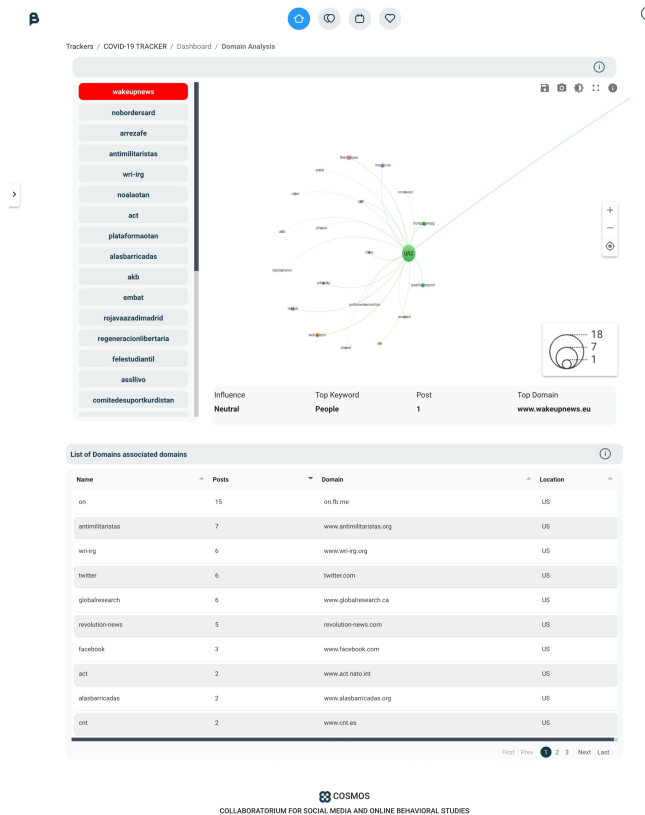 Trackers / COVID-19 TRACKER / Dashboard / Domain Analysis
wakeupnews
nobordersard
arrezafe
antimilitaristas
wri-irg
noalaotan
act
plataformaotan
alasbarricadas
akb
embat
rojavaazadimadrid
regeneracionlibertaria
felestudiantil
assllivo
comitedesuportkurdistan
18
7
1
Influence Top Keyword Post Top Domain
Neutral People 1 www.wakeupnews.eu
List of Domains associated domains
Name Posts Domain Location
on 15 on.fb.me US
antimilitaristas 7 www.antimilitaristas.org US
wri-irg 6 www.wri-irg.org US
twitter 6 twitter.com US
globalresearch 6 www.globalresearch.ca US
revolution-news 5 revolution-news.com US
facebook 3 www.facebook.com US
act 2 www.act.nato.int US
alasbarricadas 2 www.alasbarricadas.org US
cnt 2 www.cnt.es US
First Prev 1 2 3 Next Last
COSMOS
COLLABORATORIUM FOR SOCIAL MEDIA AND ONLINE BEHAVIORAL STUDIES